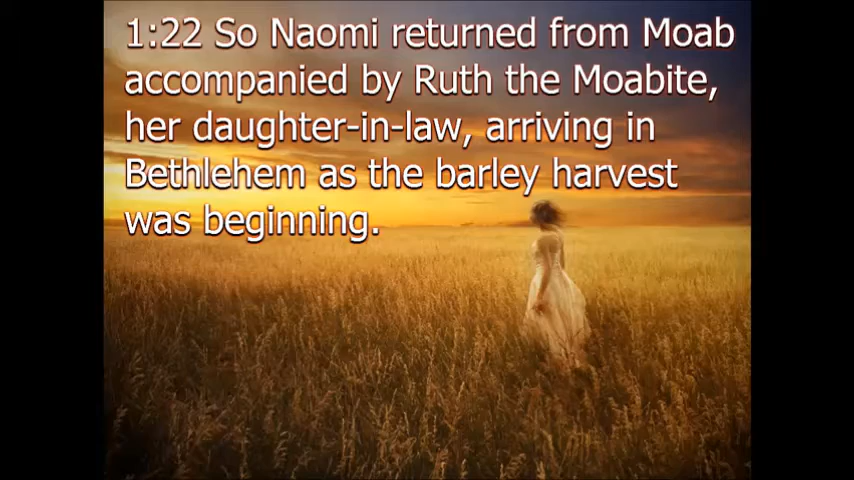 1:22 So Naomi returned from Moab
accompanied by Ruth the Moabite,
her daughter-in-law, arriving in
Bethlehem as the barley harvest
was beginning.